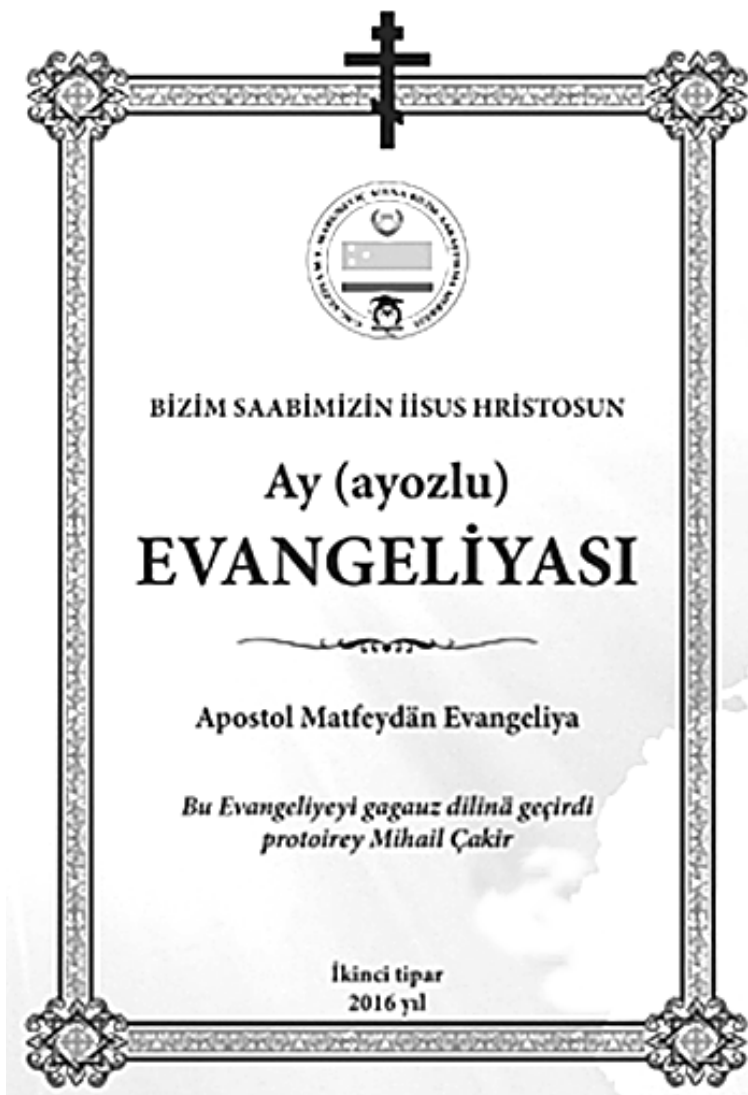 BİZİM SAABİMİZİN İİSUS HRİSTOSUN
Ay (ayozlu)
EVANGELİYASI
Apostol Matfeydän Evangeliya
Bu Evangeliyeyi gagauz dilinä geçirdi
protoirey Mihail Çakir
İkinci tipar
2016 yıl